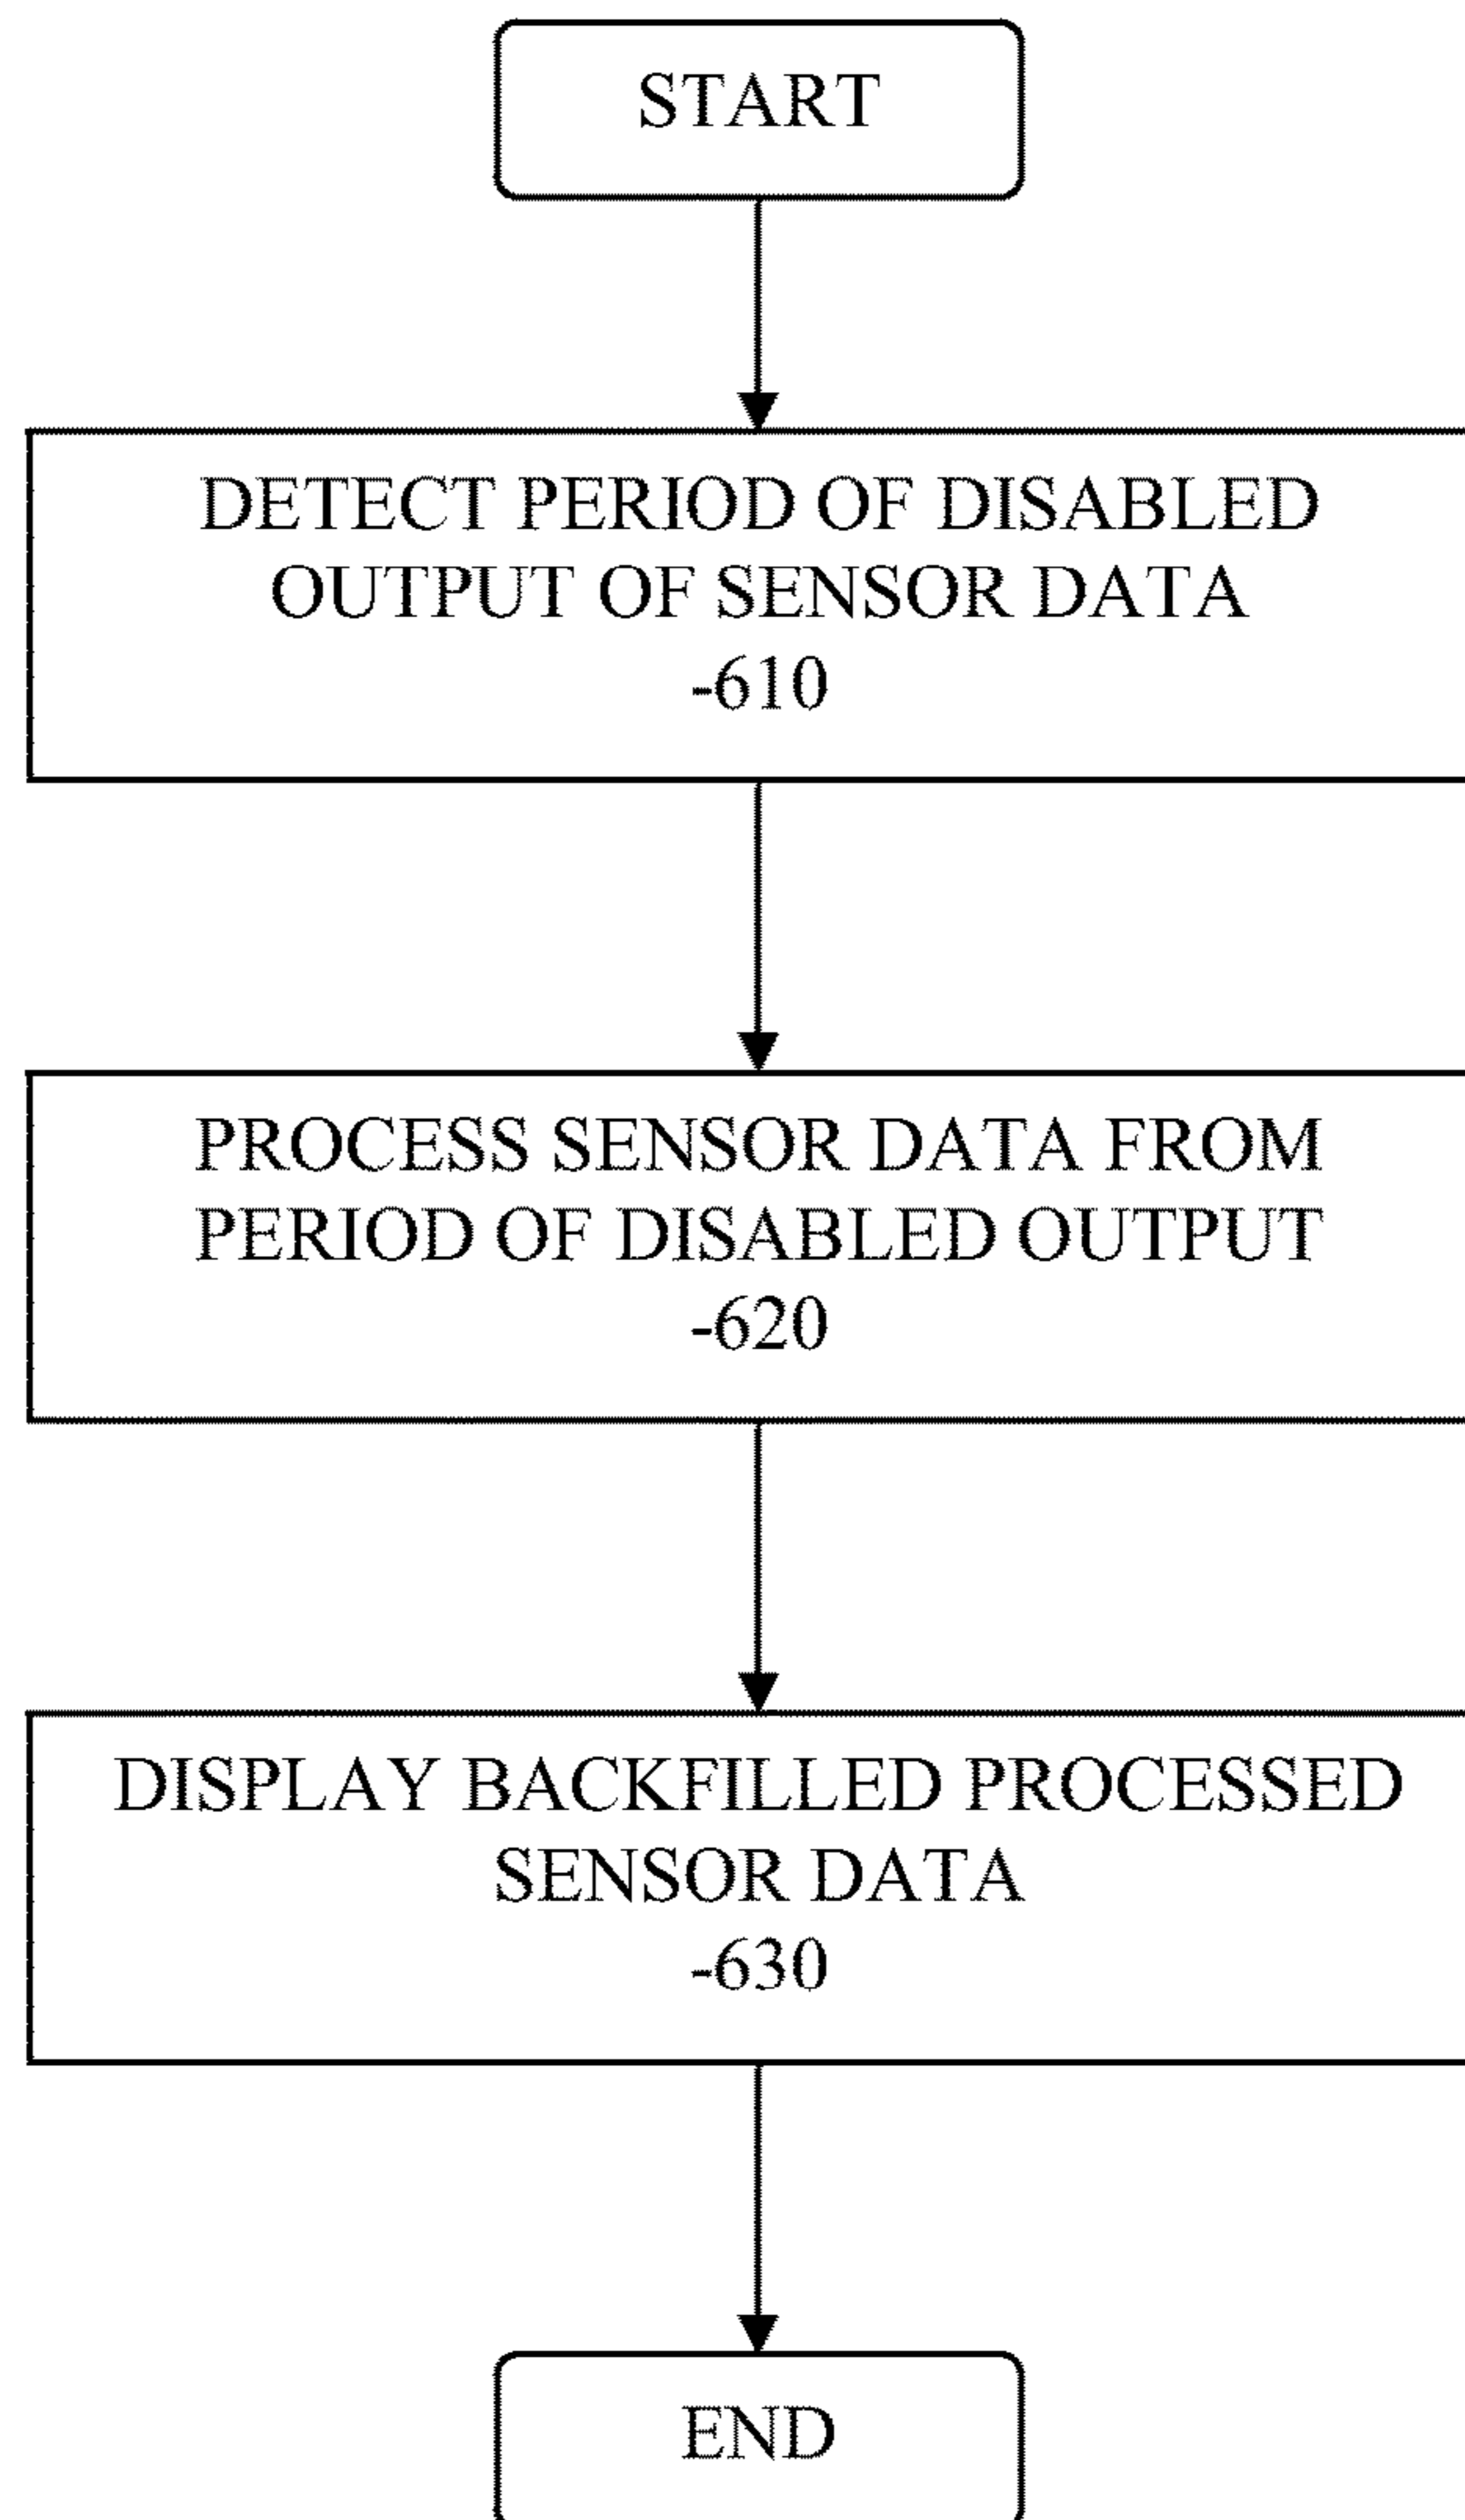 START
DETECT PERIOD OF DISABLED
OUTPUT OF SENSOR DATA
-610
PROCESS SENSOR DATA FROM
PERIOD OF DISABLED OUTPUT
-620
DISPLAY BACKFILLED PROCESSED
SENSOR DATA
-630
END